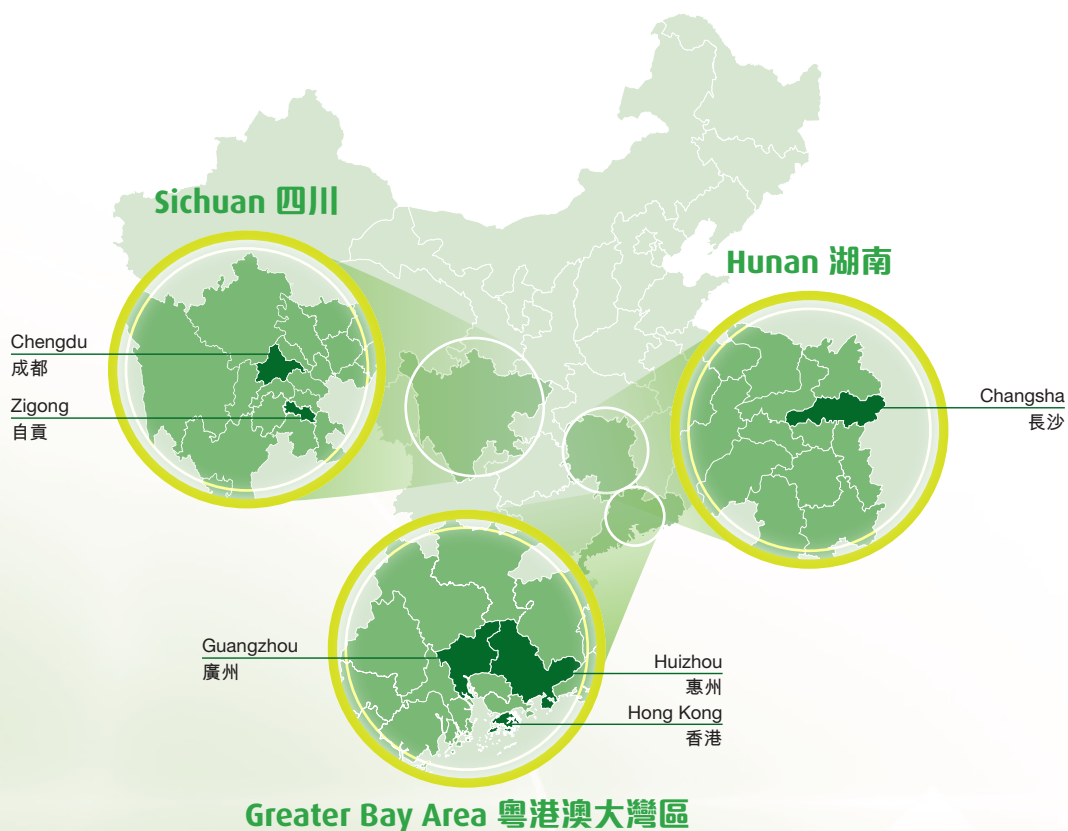 Sichuan 四川
Hunan 湖南
Chengdu
成都
Zigong
自貢
Changsha
長沙
Guangzhou
廣州
Huizhou
惠州
Hong Kong
香港
Greater Bay Area 粵港澳大灣區